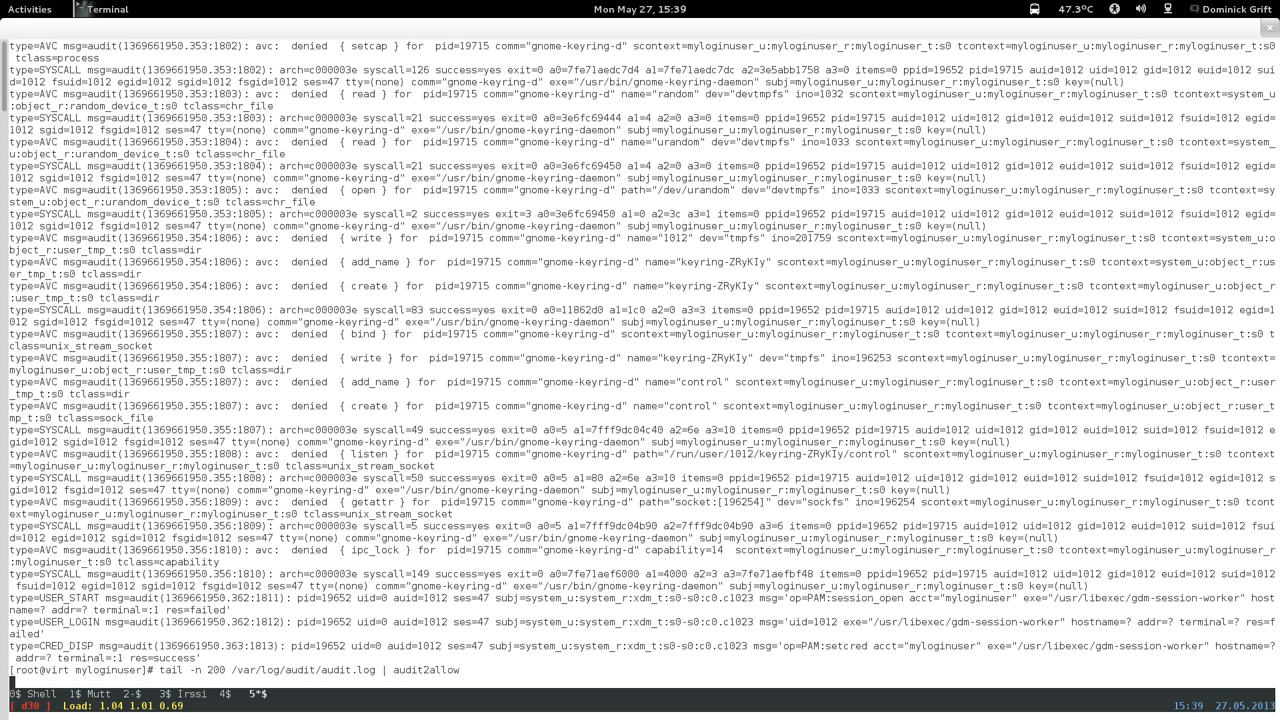 Activities Terminal Mon May 27, 15:39 47.3°C Dominick Grift
type=AVC msg=audit(1369661950.353:1802): avc:  denied  { setcap } for  pid=19715 comm="gnome-keyring-d" scontext=myloginuser_u:myloginuser_r:myloginuser_t:s0 tcontext=myloginuser_u:myloginuser_r:myloginuser_t:s0
 tclass=process
type=SYSCALL msg=audit(1369661950.353:1802): arch=c000003e syscall=126 success=yes exit=0 a0=7fe71aedc7d4 a1=7fe71aedc7dc a2=3e5abb1758 a3=0 items=0 ppid=19652 pid=19715 auid=1012 uid=1012 gid=1012 euid=1012 sui
d=1012 fsuid=1012 egid=1012 sgid=1012 fsgid=1012 ses=47 tty=(none) comm="gnome-keyring-d" exe="/usr/bin/gnome-keyring-daemon" subj=myloginuser_u:myloginuser_r:myloginuser_t:s0 key=(null)
type=AVC msg=audit(1369661950.353:1803): avc:  denied  { read } for  pid=19715 comm="gnome-keyring-d" name="random" dev="devtmpfs" ino=1032 scontext=myloginuser_u:myloginuser_r:myloginuser_t:s0 tcontext=system_u
:object_r:random_device_t:s0 tclass=chr_file
type=SYSCALL msg=audit(1369661950.353:1803): arch=c000003e syscall=21 success=yes exit=0 a0=3e6fc69444 a1=4 a2=0 a3=0 items=0 ppid=19652 pid=19715 auid=1012 uid=1012 gid=1012 euid=1012 suid=1012 fsuid=1012 egid=
1012 sgid=1012 fsgid=1012 ses=47 tty=(none) comm="gnome-keyring-d" exe="/usr/bin/gnome-keyring-daemon" subj=myloginuser_u:myloginuser_r:myloginuser_t:s0 key=(null)
type=AVC msg=audit(1369661950.353:1804): avc:  denied  { read } for  pid=19715 comm="gnome-keyring-d" name="urandom" dev="devtmpfs" ino=1033 scontext=myloginuser_u:myloginuser_r:myloginuser_t:s0 tcontext=system_
u:object_r:urandom_device_t:s0 tclass=chr_file
type=SYSCALL msg=audit(1369661950.353:1804): arch=c000003e syscall=21 success=yes exit=0 a0=3e6fc69450 a1=4 a2=0 a3=0 items=0 ppid=19652 pid=19715 auid=1012 uid=1012 gid=1012 euid=1012 suid=1012 fsuid=1012 egid=
1012 sgid=1012 fsgid=1012 ses=47 tty=(none) comm="gnome-keyring-d" exe="/usr/bin/gnome-keyring-daemon" subj=myloginuser_u:myloginuser_r:myloginuser_t:s0 key=(null)
type=AVC msg=audit(1369661950.353:1805): avc:  denied  { open } for  pid=19715 comm="gnome-keyring-d" path="/dev/urandom" dev="devtmpfs" ino=1033 scontext=myloginuser_u:myloginuser_r:myloginuser_t:s0 tcontext=sy
stem_u:object_r:urandom_device_t:s0 tclass=chr_file
type=SYSCALL msg=audit(1369661950.353:1805): arch=c000003e syscall=2 success=yes exit=3 a0=3e6fc69450 a1=0 a2=3c a3=1 items=0 ppid=19652 pid=19715 auid=1012 uid=1012 gid=1012 euid=1012 suid=1012 fsuid=1012 egid=
1012 sgid=1012 fsgid=1012 ses=47 tty=(none) comm="gnome-keyring-d" exe="/usr/bin/gnome-keyring-daemon" subj=myloginuser_u:myloginuser_r:myloginuser_t:s0 key=(null)
type=AVC msg=audit(1369661950.354:1806): avc:  denied  { write } for  pid=19715 comm="gnome-keyring-d" name="1012" dev="tmpfs" ino=201759 scontext=myloginuser_u:myloginuser_r:myloginuser_t:s0 tcontext=system_u:o
bject_r:user_tmp_t:s0 tclass=dir
type=AVC msg=audit(1369661950.354:1806): avc:  denied  { add_name } for  pid=19715 comm="gnome-keyring-d" name="keyring-ZRyKIy" scontext=myloginuser_u:myloginuser_r:myloginuser_t:s0 tcontext=system_u:object_r:us
er_tmp_t:s0 tclass=dir
type=AVC msg=audit(1369661950.354:1806): avc:  denied  { create } for  pid=19715 comm="gnome-keyring-d" name="keyring-ZRyKIy" scontext=myloginuser_u:myloginuser_r:myloginuser_t:s0 tcontext=myloginuser_u:object_r
:user_tmp_t:s0 tclass=dir
type=SYSCALL msg=audit(1369661950.354:1806): arch=c000003e syscall=83 success=yes exit=0 a0=11862d0 a1=1c0 a2=0 a3=3 items=0 ppid=19652 pid=19715 auid=1012 uid=1012 gid=1012 euid=1012 suid=1012 fsuid=1012 egid=1
012 sgid=1012 fsgid=1012 ses=47 tty=(none) comm="gnome-keyring-d" exe="/usr/bin/gnome-keyring-daemon" subj=myloginuser_u:myloginuser_r:myloginuser_t:s0 key=(null)
type=AVC msg=audit(1369661950.355:1807): avc:  denied  { bind } for  pid=19715 comm="gnome-keyring-d" scontext=myloginuser_u:myloginuser_r:myloginuser_t:s0 tcontext=myloginuser_u:myloginuser_r:myloginuser_t:s0 t
class=unix_stream_socket
type=AVC msg=audit(1369661950.355:1807): avc:  denied  { write } for  pid=19715 comm="gnome-keyring-d" name="keyring-ZRyKIy" dev="tmpfs" ino=196253 scontext=myloginuser_u:myloginuser_r:myloginuser_t:s0 tcontext=
myloginuser_u:object_r:user_tmp_t:s0 tclass=dir
type=AVC msg=audit(1369661950.355:1807): avc:  denied  { add_name } for  pid=19715 comm="gnome-keyring-d" name="control" scontext=myloginuser_u:myloginuser_r:myloginuser_t:s0 tcontext=myloginuser_u:object_r:user
_tmp_t:s0 tclass=dir
type=AVC msg=audit(1369661950.355:1807): avc:  denied  { create } for  pid=19715 comm="gnome-keyring-d" name="control" scontext=myloginuser_u:myloginuser_r:myloginuser_t:s0 tcontext=myloginuser_u:object_r:user_t
mp_t:s0 tclass=sock_file
type=SYSCALL msg=audit(1369661950.355:1807): arch=c000003e syscall=49 success=yes exit=0 a0=5 a1=7fff9dc04c40 a2=6e a3=10 items=0 ppid=19652 pid=19715 auid=1012 uid=1012 gid=1012 euid=1012 suid=1012 fsuid=1012 e
gid=1012 sgid=1012 fsgid=1012 ses=47 tty=(none) comm="gnome-keyring-d" exe="/usr/bin/gnome-keyring-daemon" subj=myloginuser_u:myloginuser_r:myloginuser_t:s0 key=(null)
type=AVC msg=audit(1369661950.355:1808): avc:  denied  { listen } for  pid=19715 comm="gnome-keyring-d" path="/run/user/1012/keyring-ZRyKIy/control" scontext=myloginuser_u:myloginuser_r:myloginuser_t:s0 tcontext
=myloginuser_u:myloginuser_r:myloginuser_t:s0 tclass=unix_stream_socket
type=SYSCALL msg=audit(1369661950.355:1808): arch=c000003e syscall=50 success=yes exit=0 a0=5 a1=80 a2=6e a3=10 items=0 ppid=19652 pid=19715 auid=1012 uid=1012 gid=1012 euid=1012 suid=1012 fsuid=1012 egid=1012 s
gid=1012 fsgid=1012 ses=47 tty=(none) comm="gnome-keyring-d" exe="/usr/bin/gnome-keyring-daemon" subj=myloginuser_u:myloginuser_r:myloginuser_t:s0 key=(null)
type=AVC msg=audit(1369661950.356:1809): avc:  denied  { getattr } for  pid=19715 comm="gnome-keyring-d" path="socket:[196254]" dev="sockfs" ino=196254 scontext=myloginuser_u:myloginuser_r:myloginuser_t:s0 tcont
ext=myloginuser_u:myloginuser_r:myloginuser_t:s0 tclass=unix_stream_socket
type=SYSCALL msg=audit(1369661950.356:1809): arch=c000003e syscall=5 success=yes exit=0 a0=5 a1=7fff9dc04b90 a2=7fff9dc04b90 a3=6 items=0 ppid=19652 pid=19715 auid=1012 uid=1012 gid=1012 euid=1012 suid=1012 fsui
d=1012 egid=1012 sgid=1012 fsgid=1012 ses=47 tty=(none) comm="gnome-keyring-d" exe="/usr/bin/gnome-keyring-daemon" subj=myloginuser_u:myloginuser_r:myloginuser_t:s0 key=(null)
type=AVC msg=audit(1369661950.356:1810): avc:  denied  { ipc_lock } for  pid=19715 comm="gnome-keyring-d" capability=14  scontext=myloginuser_u:myloginuser_r:myloginuser_t:s0 tcontext=myloginuser_u:myloginuser_r
:myloginuser_t:s0 tclass=capability
type=SYSCALL msg=audit(1369661950.356:1810): arch=c000003e syscall=149 success=yes exit=0 a0=7fe71aef6000 a1=4000 a2=3 a3=7fe71aefbf48 items=0 ppid=19652 pid=19715 auid=1012 uid=1012 gid=1012 euid=1012 suid=1012
 fsuid=1012 egid=1012 sgid=1012 fsgid=1012 ses=47 tty=(none) comm="gnome-keyring-d" exe="/usr/bin/gnome-keyring-daemon" subj=myloginuser_u:myloginuser_r:myloginuser_t:s0 key=(null)
type=USER_START msg=audit(1369661950.362:1811): pid=19652 uid=0 auid=1012 ses=47 subj=system_u:system_r:xdm_t:s0-s0:c0.c1023 msg='op=PAM:session_open acct="myloginuser" exe="/usr/libexec/gdm-session-worker" host
name=? addr=? terminal=:1 res=failed'
type=USER_LOGIN msg=audit(1369661950.362:1812): pid=19652 uid=0 auid=1012 ses=47 subj=system_u:system_r:xdm_t:s0-s0:c0.c1023 msg='uid=1012 exe="/usr/libexec/gdm-session-worker" hostname=? addr=? terminal=? res=f
ailed'
type=CRED_DISP msg=audit(1369661950.363:1813): pid=19652 uid=0 auid=1012 ses=47 subj=system_u:system_r:xdm_t:s0-s0:c0.c1023 msg='op=PAM:setcred acct="myloginuser" exe="/usr/libexec/gdm-session-worker" hostname=?
 addr=? terminal=:1 res=success'
[root@virt myloginuser]# tail -n 200 /var/log/audit/audit.log | audit2allow
0$ Shell  1$ Mutt  2-$  3$ Irssi  4$  5*$
[ d30 ]  Load: 1.04 1.01 0.69 15:39  27.05.2013